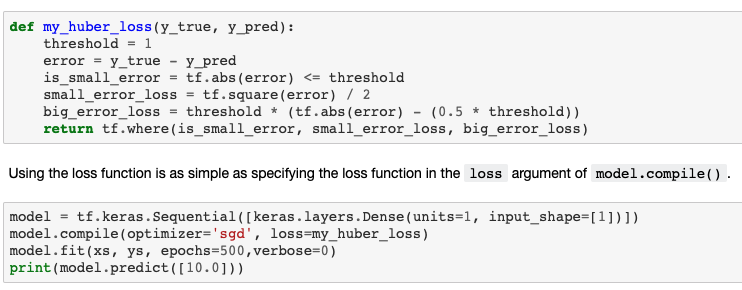 def my_huber_loss(y_true, y_pred):
    threshold = 1
    error = y_true - y_pred
    is_small_error = tf.abs(error) <= threshold
    small_error_loss = tf.square(error) / 2
    big_error_loss = threshold * (tf.abs(error) - (0.5 * threshold))
    return tf.where(is_small_error, small_error_loss, big_error_loss)
Using the loss function is as simple as specifying the loss function in the loss argument of model.compile().
model = tf.keras.Sequential([keras.layers.Dense(units=1, input_shape=[1])])
model.compile(optimizer='sgd', loss=my_huber_loss)
model.fit(xs, ys, epochs=500,verbose=0)
print(model.predict([10.0]))